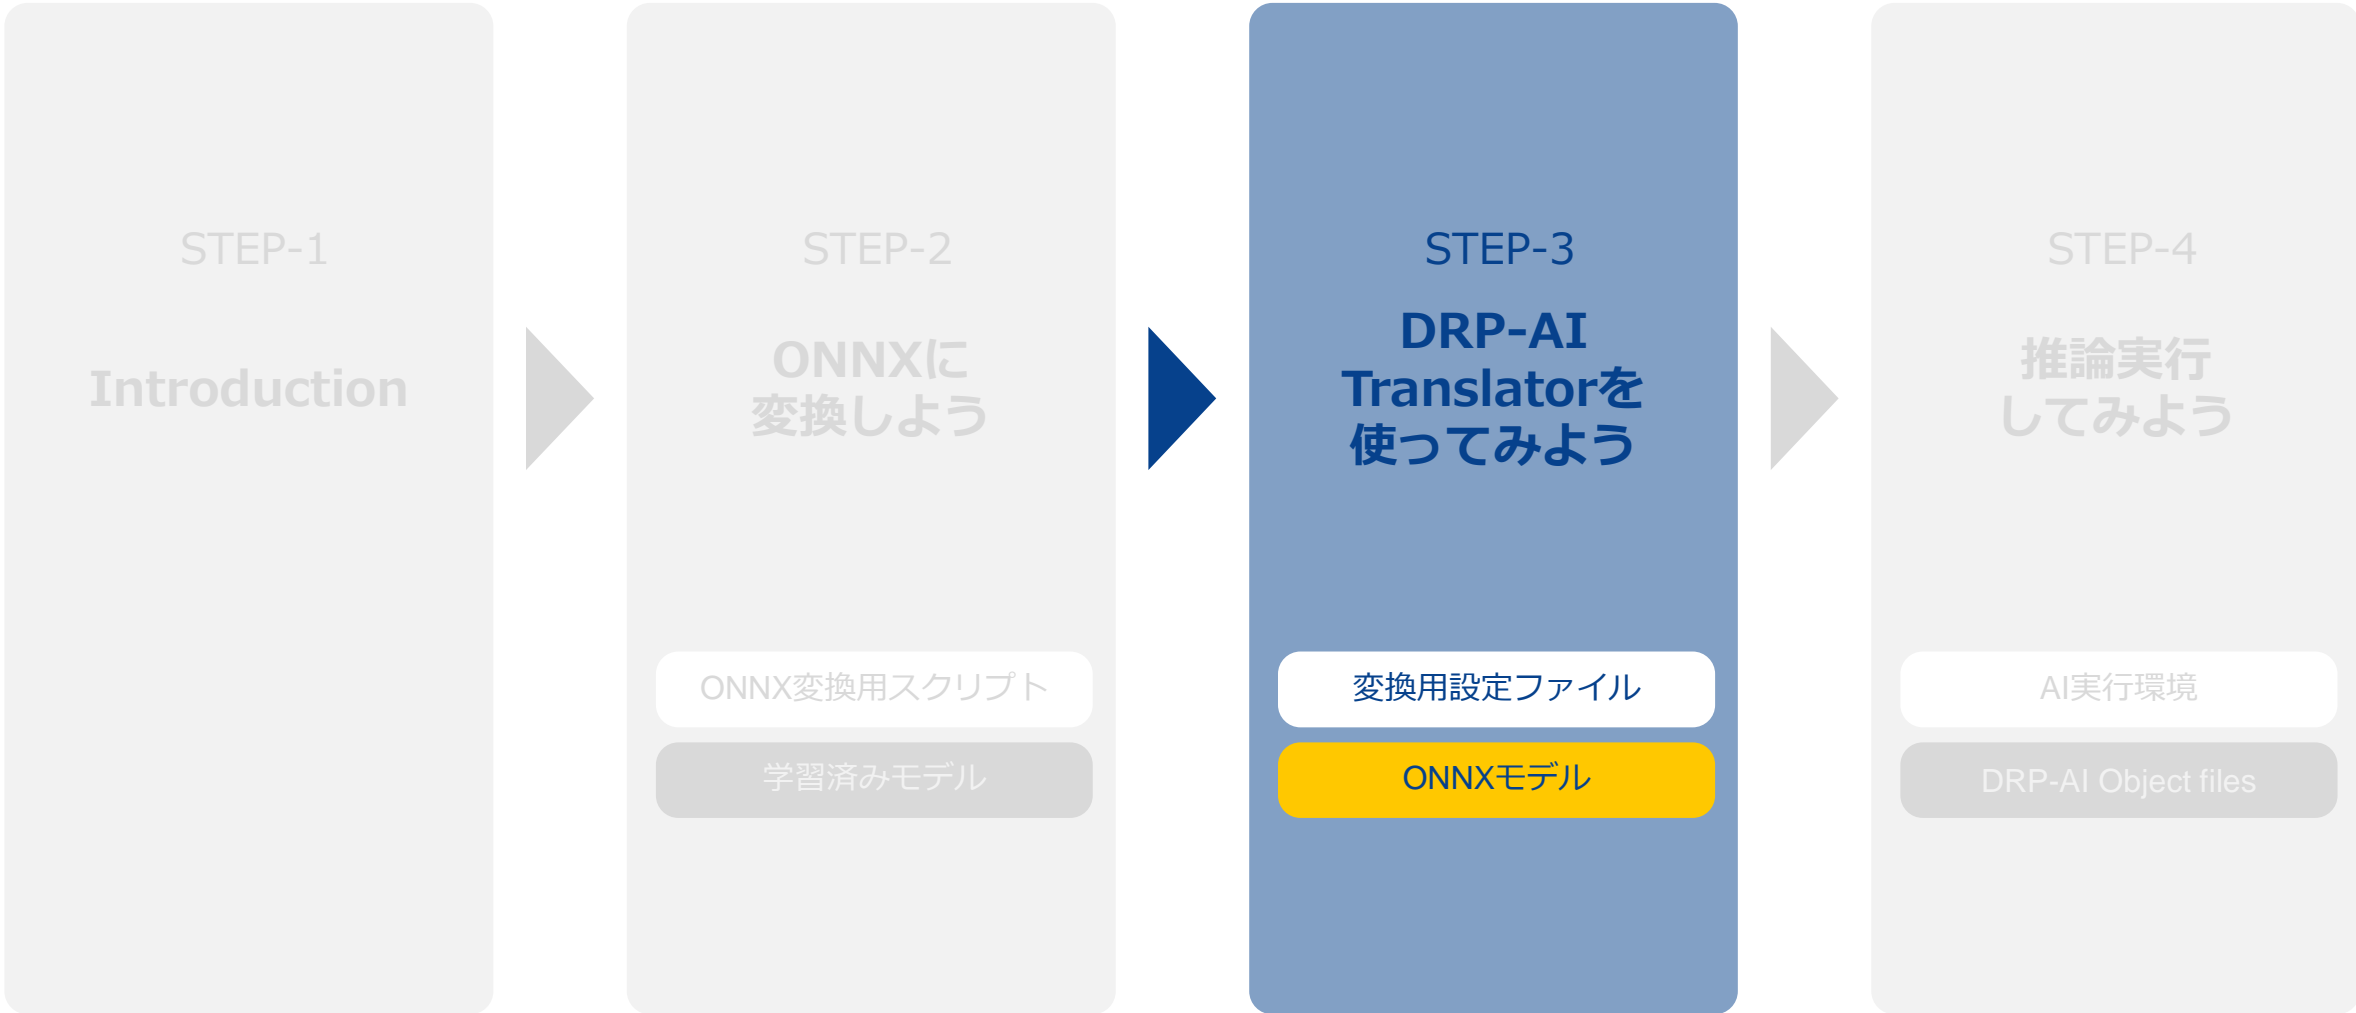 STEP-1
Introduction
STEP-2
ONNXに
変換しよう
ONNX変換用スクリプト
学習済みモデル
STEP-3
DRP-AI
Translatorを
使ってみよう
変換用設定ファイル
ONNXモデル
STEP-4
推論実行
してみよう
AI実行環境
DRP-AI Object files